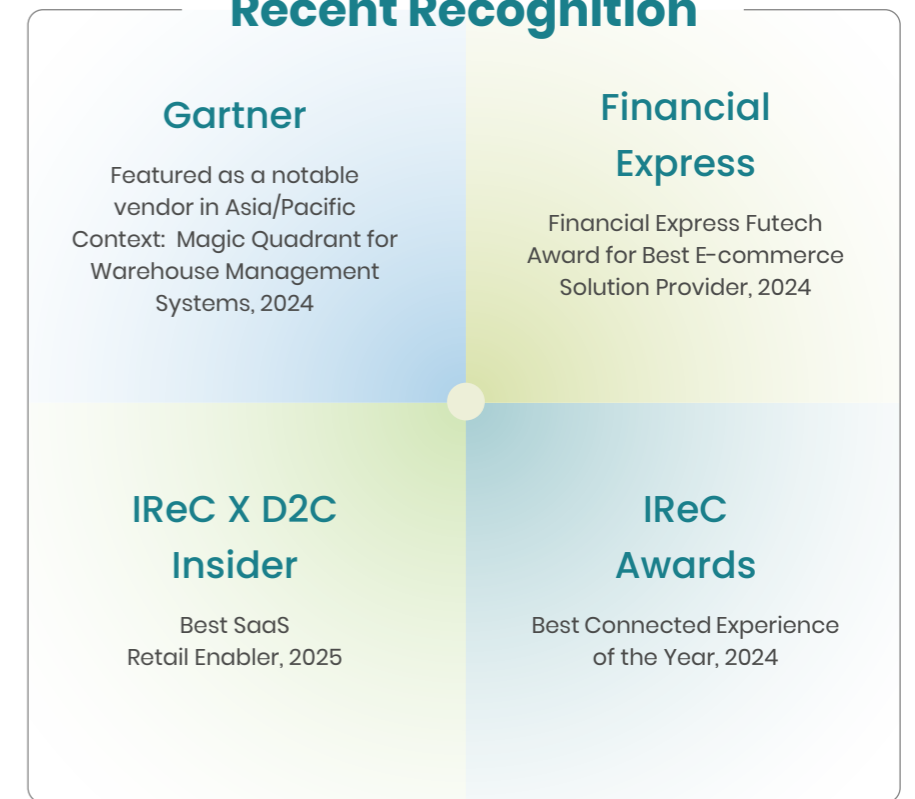 Recent Recognition
Gartner
Featured as a notable
vendor in Asia/Pacific
Context: Magic Quadrant for
Warehouse Management
Systems, 2024
Financial
Express
Financial Express Futech
Award for Best E-commerce
Solution Provider, 2024
IReC X D2C
Insider
Best SaaS
Retail Enabler, 2025
IReC
Awards
Best Connected Experience
of the Year, 2024